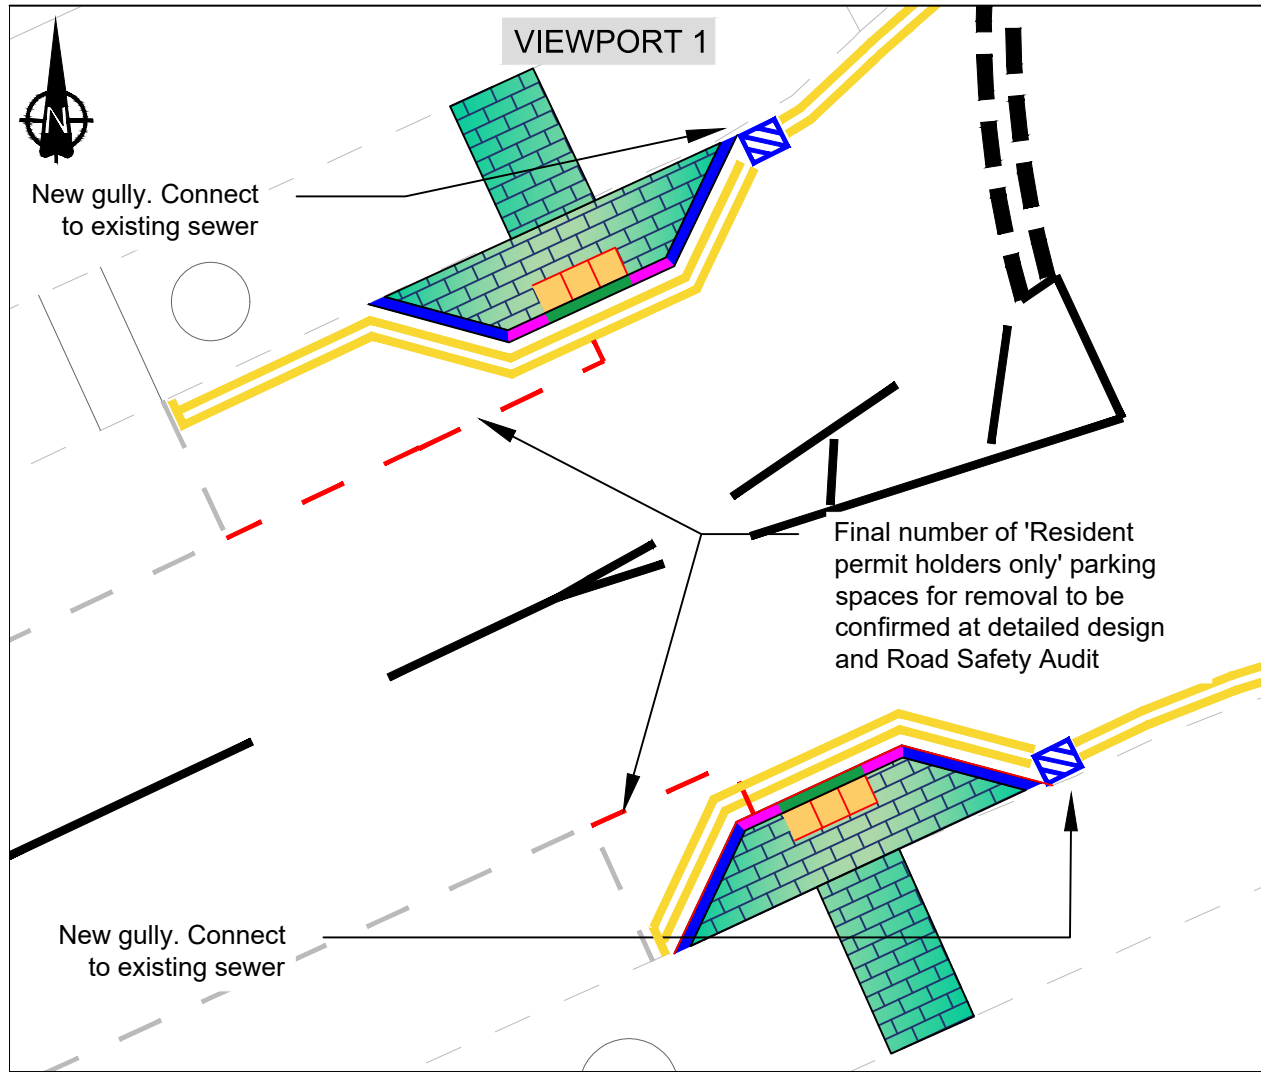 VIEWPORT 1
N
New gully. Connect
to existing sewer
Final number of 'Resident
permit holders only' parking
spaces for removal to be
confirmed at detailed design
and Road Safety Audit
New gully. Connect
to existing sewer